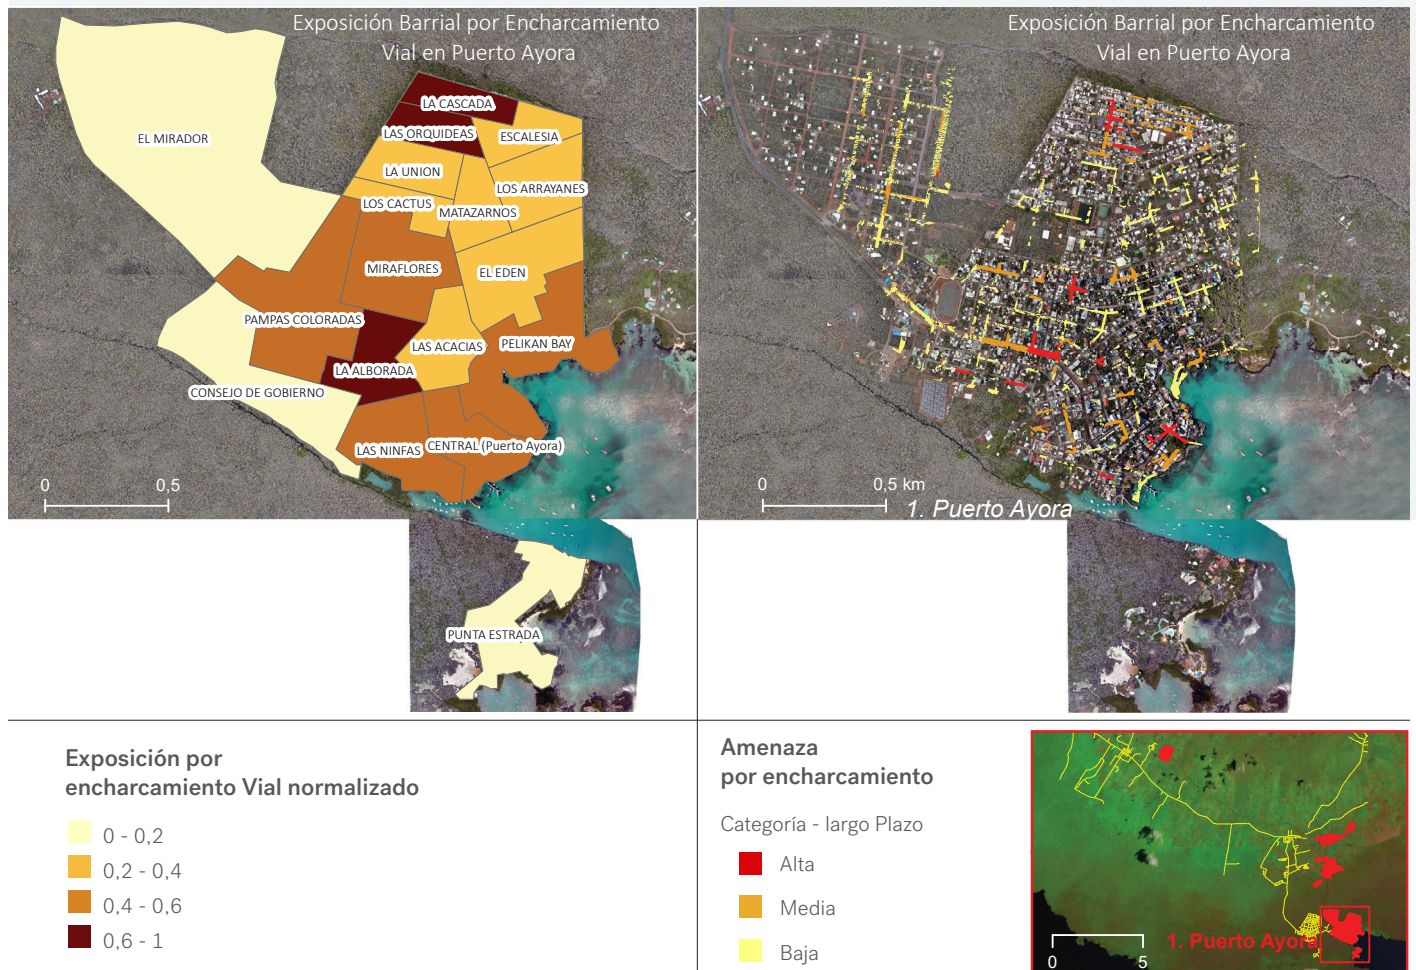 Exposición Barrial por Encharcamiento
Vial en Puerto Ayora
EL MIRADOR
LA CASCADA
LAS ORQUIDEAS
ESCALESIA
LA UNION
LOS ARRAYANES
LOS CACTUS
MATAZARNOS
MIRAFLORES
EL EDEN
PAMPAS COLORADAS
LAS ACACIAS
PELIKAN BAY
LA ALBORADA
CONSEJO DE GOBIERNO
LAS NINFAS
CENTRAL (Puerto Ayora)
0
0,5
PUNTA ESTRADA
Exposición Barrial por Encharcamiento
Vial en Puerto Ayora
0
0,5 km
1. Puerto Ayora
Exposición por
encharcamiento Vial normalizado
0 - 0,2
0,2 - 0,4
0,4 - 0,6
0,6 - 1
Amenaza
por encharcamiento
Categoría - largo Plazo
Alta
Media
Baja
1. Puerto Ayora
0
5